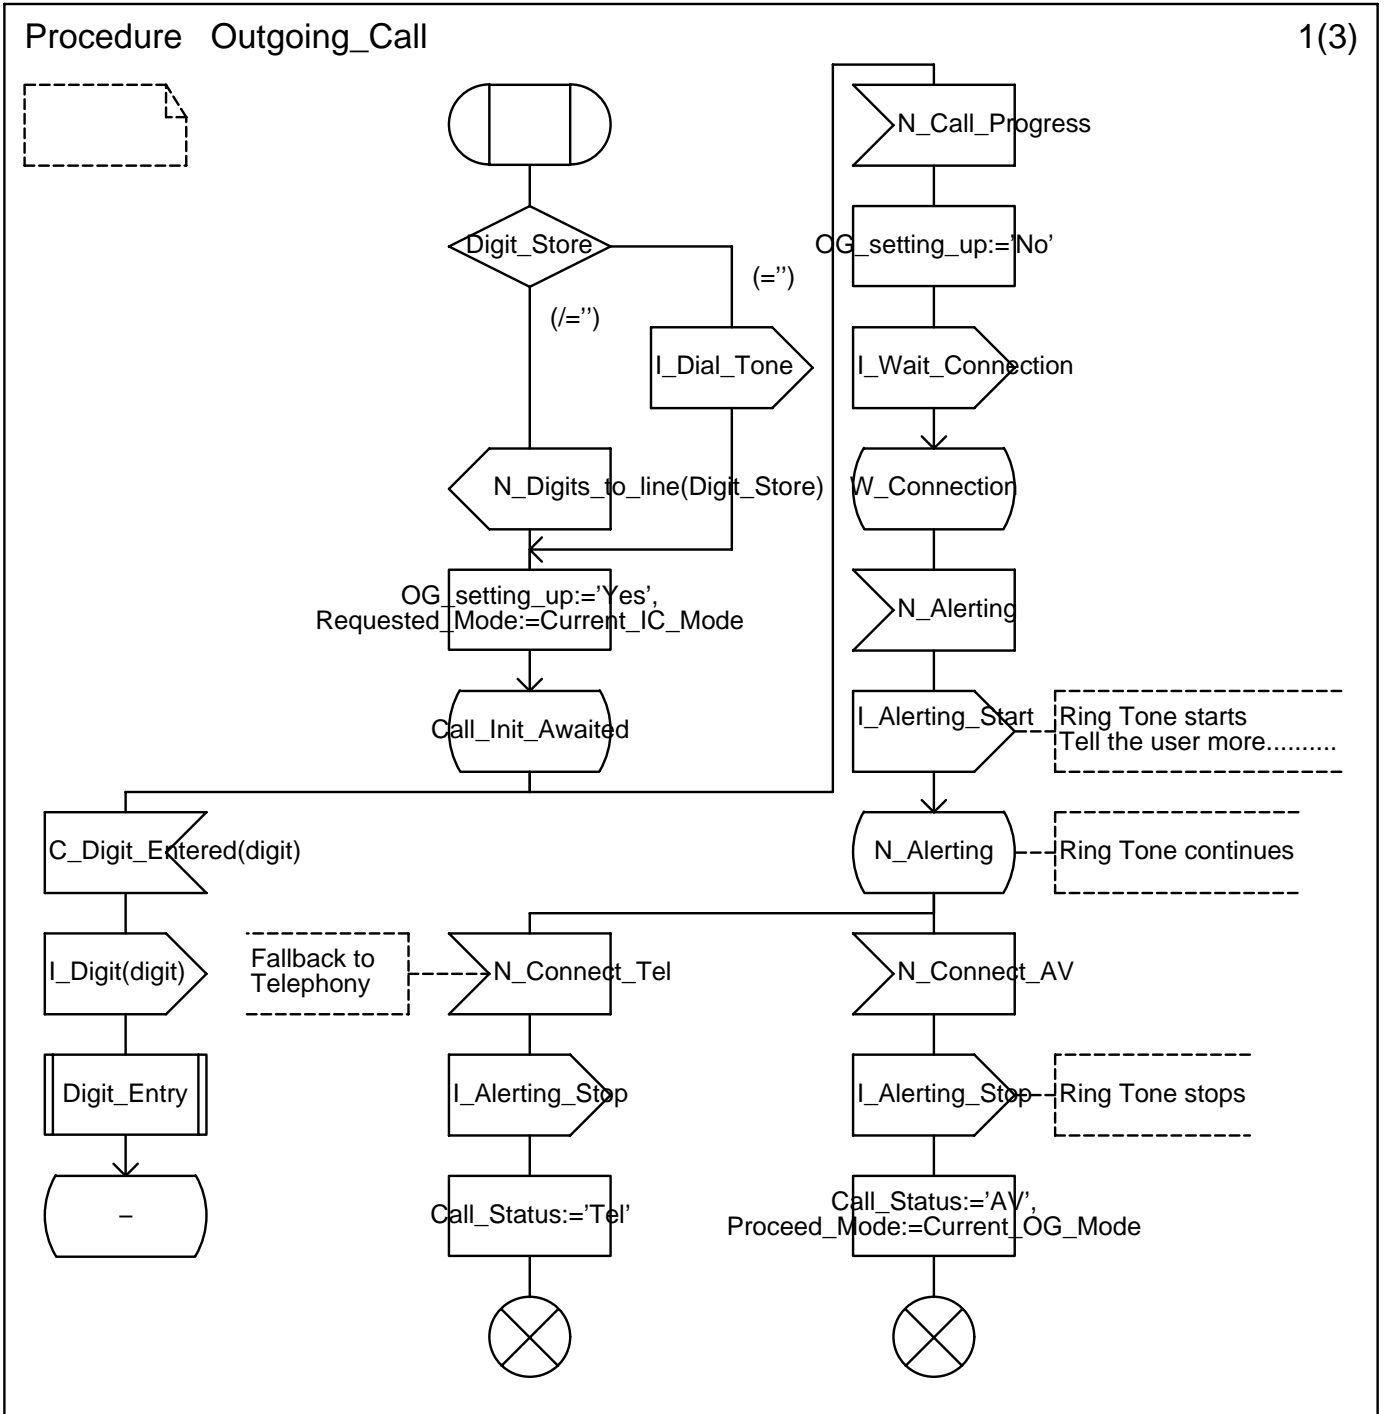 Procedure Outgoing_Call
1(3)
Digit_Store
(='')
(/='')
I_Dial_Tone
N_Digits_to_line(Digit_Store)
OG_setting_up:='Yes',
Requested_Mode:=Current_IC_Mode
Call_Init_Awaited
C_Digit_Entered(digit)
I_Digit(digit)
Digit_Entry
–
N_Call_Progress
OG_setting_up:='No'
I_Wait_Connection
W_Connection
N_Alerting
I_Alerting_Start
Ring Tone starts
Tell the user more..........
N_Alerting
Ring Tone continues
Fallback to
Telephony
N_Connect_Tel
I_Alerting_Stop
Call_Status:='Tel'
N_Connect_AV
I_Alerting_Stop
Ring Tone stops
Call_Status:='AV',
Proceed_Mode:=Current_OG_Mode